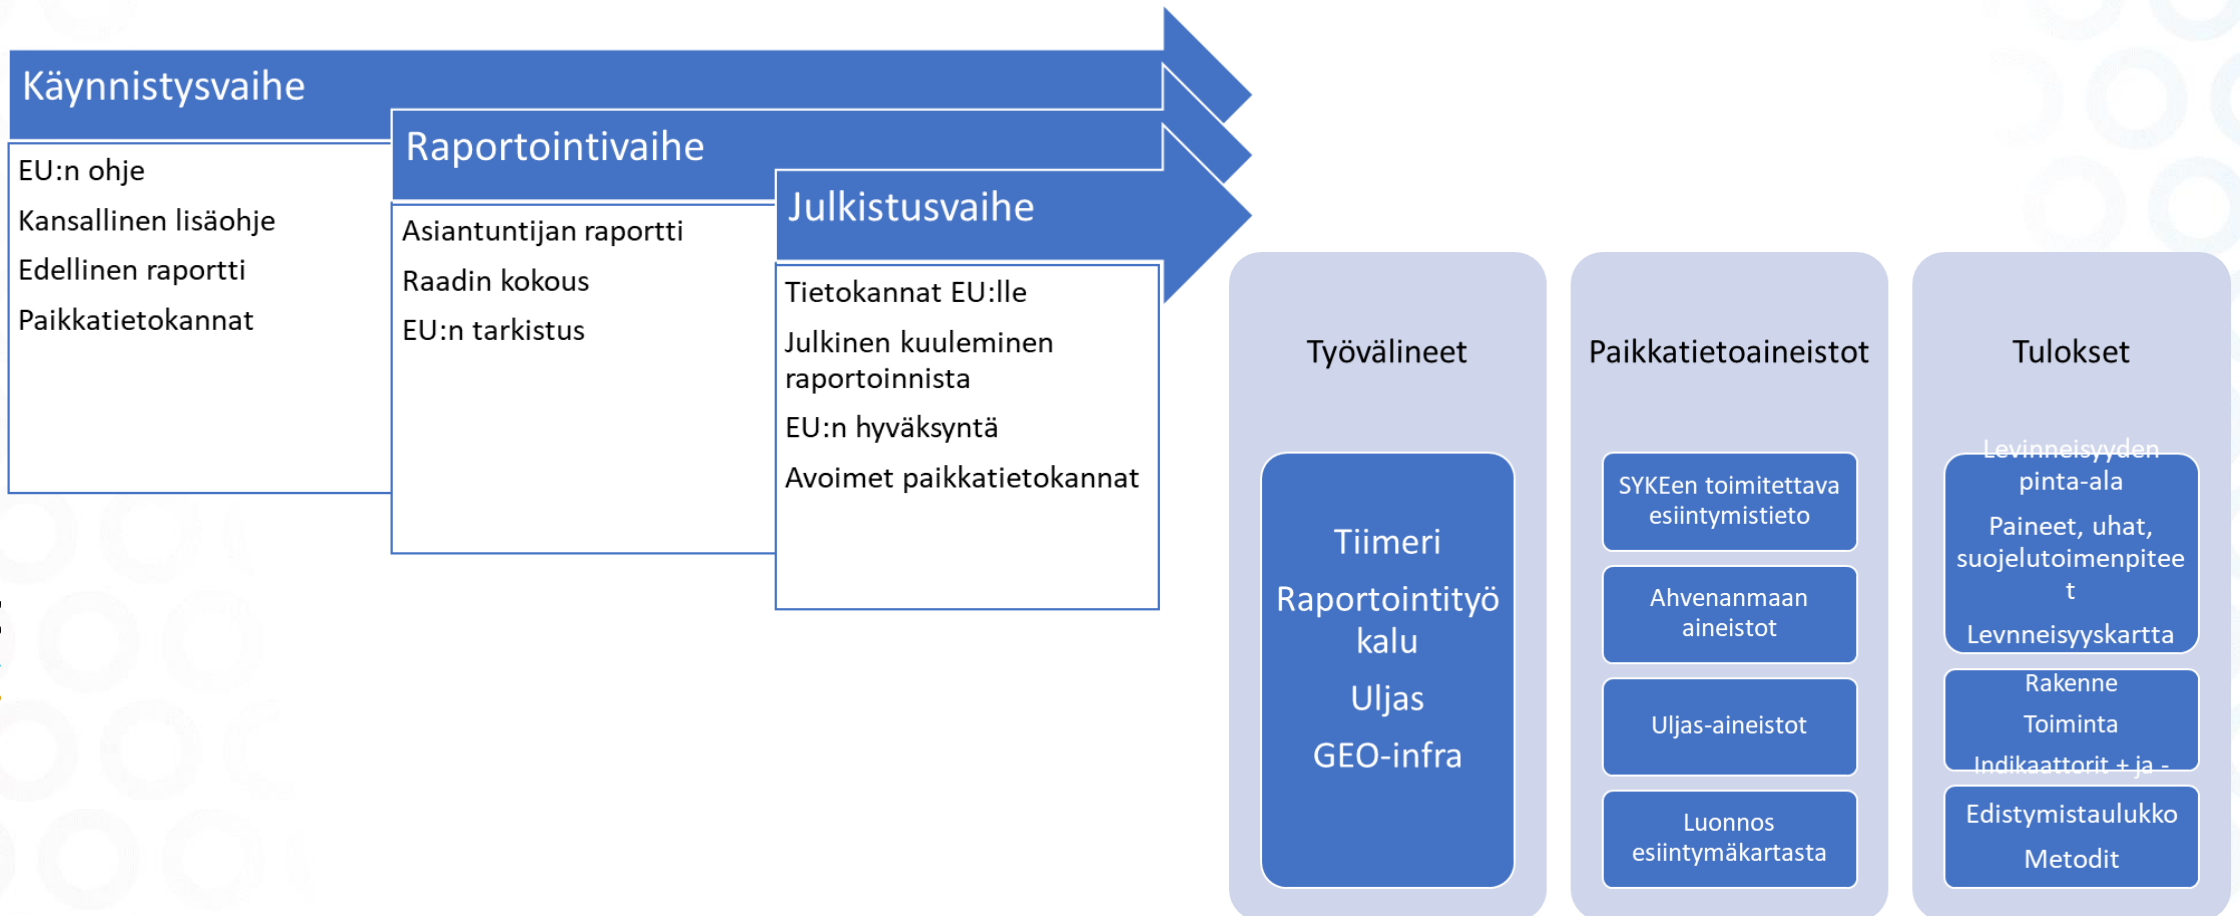 Käynnistysvaihe
EU:n ohje
Kansallinen lisäohje
Edellinen raportti
Paikkatietokannat
Raportointivaihe
Asiantuntijan raportti
Raadin kokous
EU:n tarkistus
Julkistusvaihe
Tietokannat EU:lle
Julkinen kuuleminen
raportoinnista
EU:n hyväksyntä
Avoimet paikkatietokannat
Työvälineet
Tiimeri
Raportointityö
kalu
Uljas
GEO-infra
Paikkatietoaineistot
SYKEen toimitettava
esiintymistieto
Ahvenanmaan
aineistot
Uljas-aineistot
Luonnos
esiintymäkartasta
Tulokset
Levinneisyyden
pinta-ala
Paineet, uhat,
suojelutoimenpitee
t
Levnneisyyskartta
Rakenne
Toiminta
Indikaattorit + ja -
Edistymistaulukko
Metodit